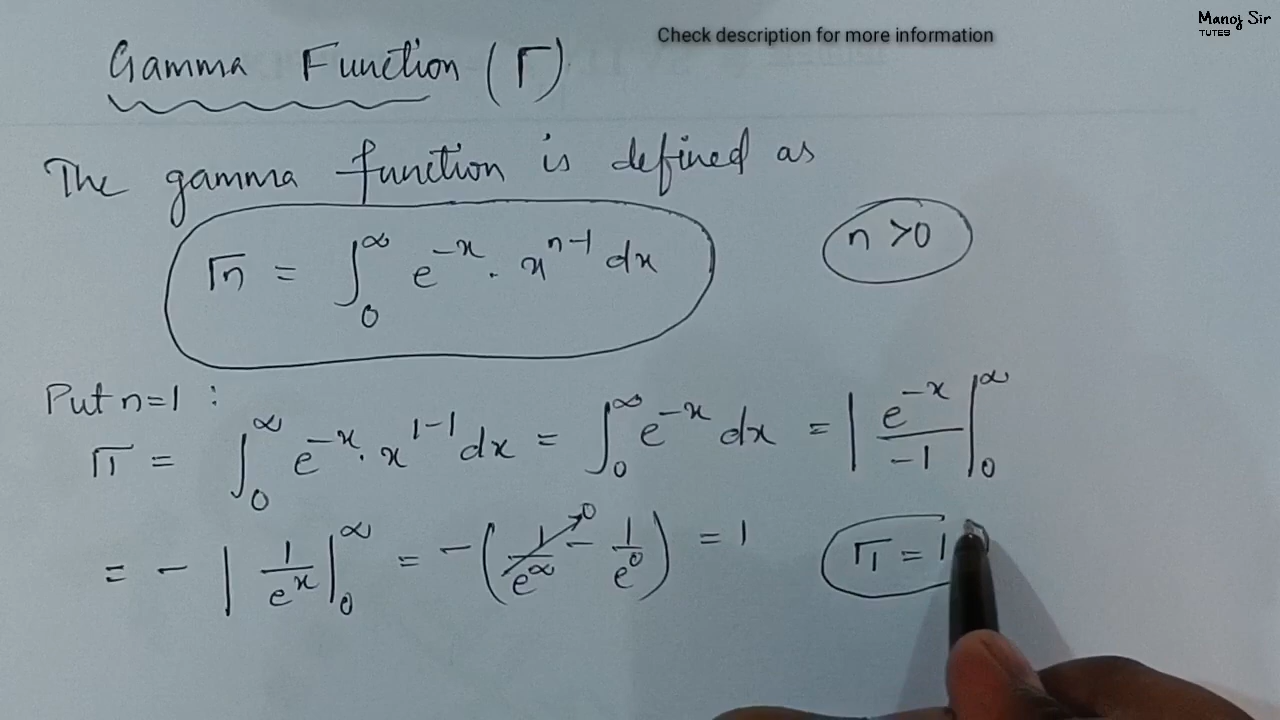 Manoj Sir
TUTES
Check description for more information
Gamma Function (Γ)
The gamma function is defined as
Γn = ∫₀^∞ e^-x . x^n-1 dx n >0
Put n=1 :
Γ1 = ∫₀^∞ e^-x . x^1-1 dx = ∫₀^∞ e^-x dx = | e^-x / -1 |₀^∞
= - | 1/e^x |₀^∞ = - ( 1/e^∞ →0 - 1/e^0 ) = 1 Γ1 = 1